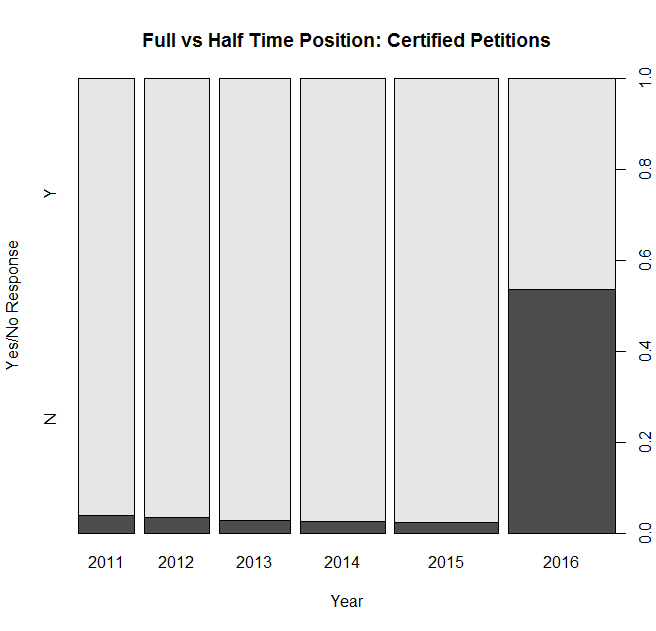 Full vs Half Time Position: Certified Petitions
Yes/No Response
Y
N
1.0
0.8
0.6
0.4
0.2
0.0
2011 2012 2013 2014 2015 2016
Year